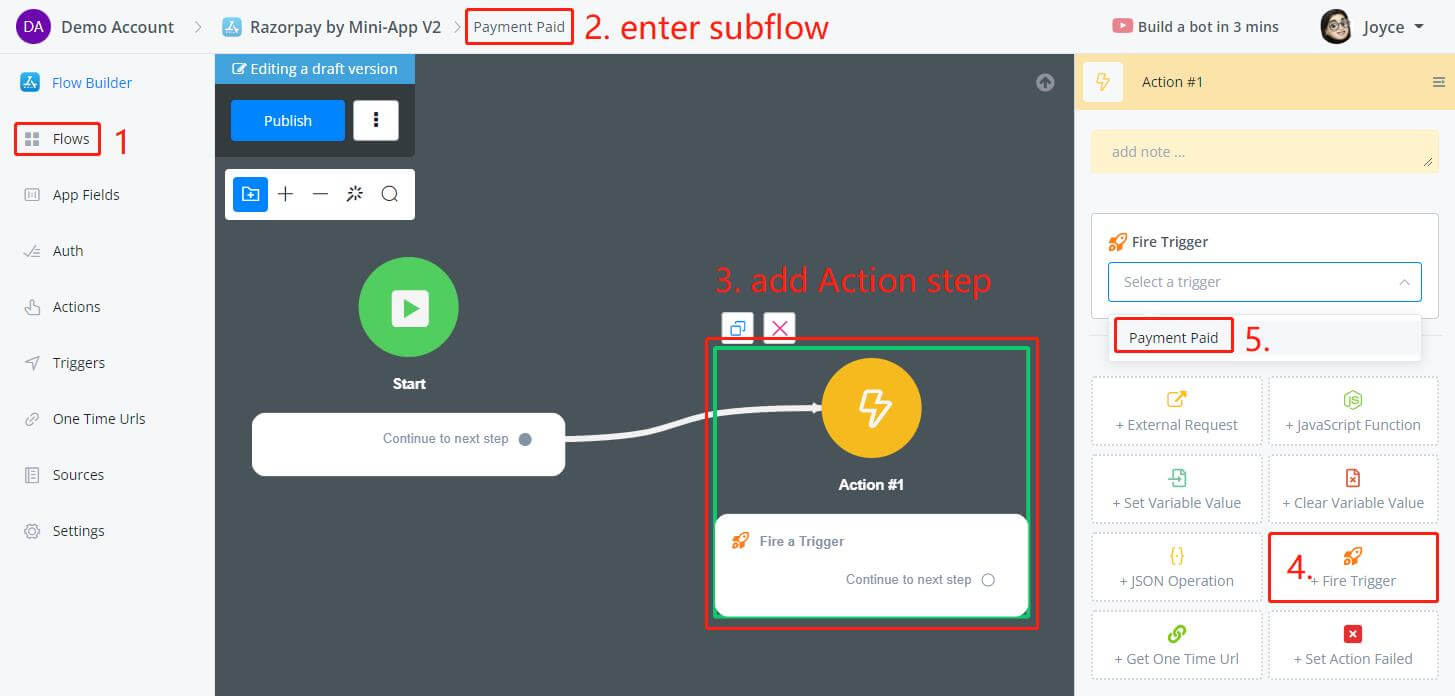 DA Demo Account > Razorpay by Mini-App V2 > Payment Paid 2. enter subflow Build a bot in 3 mins Joyce
Flow Builder
Flows 1
App Fields
Auth
Actions
Triggers
One Time Urls
Sources
Settings
Editing a draft version
Publish
Start
Continue to next step
3. add Action step
Action #1
Fire a Trigger
Continue to next step
Action #1
add note ...
Fire Trigger
Select a trigger
Payment Paid 5.
+ External Request
+ JavaScript Function
+ Set Variable Value
+ Clear Variable Value
+ JSON Operation
4. + Fire Trigger
+ Get One Time Url
+ Set Action Failed